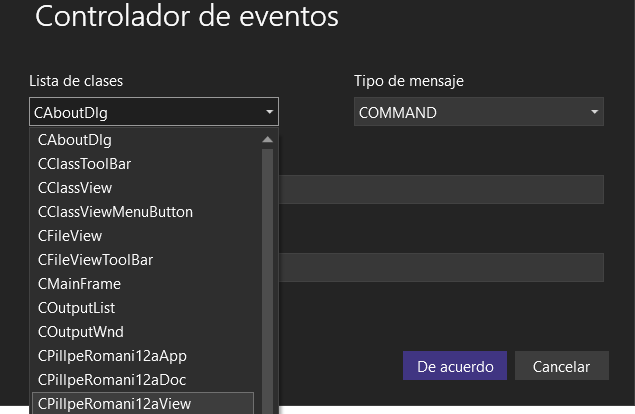 Controlador de eventos
Lista de clases
Tipo de mensaje
CAboutDlg
COMMAND
CAboutDlg
CClassToolBar
CClassView
CClassViewMenuButton
CFileView
CFileViewToolBar
CMainFrame
COutputList
COutputWnd
CPillpeRomani12aApp
CPillpeRomani12aDoc
CPillpeRomani12aView
De acuerdo
Cancelar